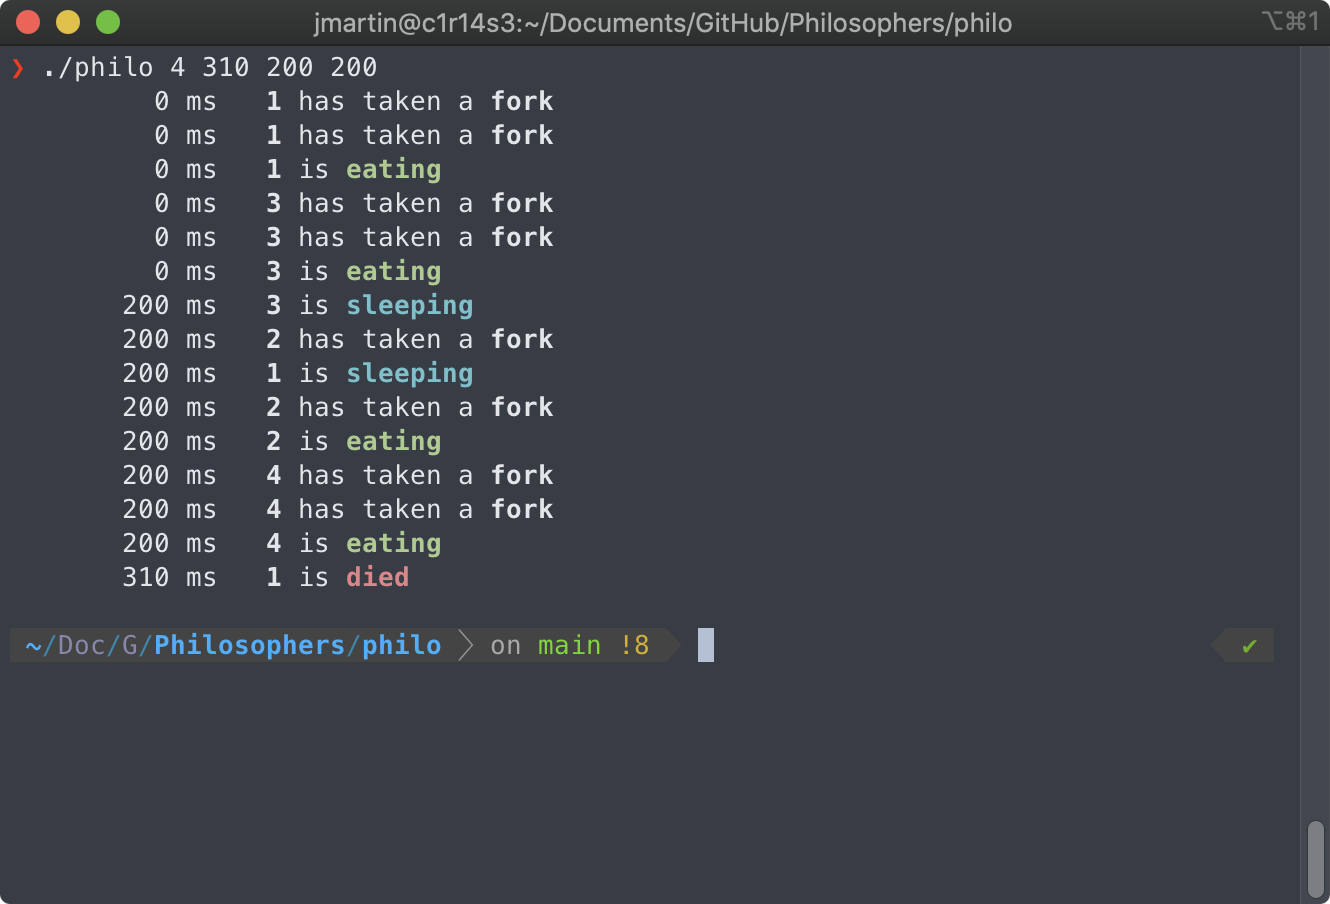 jmartin@c1r14s3:~/Documents/GitHub/Philosophers/philo ⌥⌘1
❯ ./philo 4 310 200 200
0 ms 1 has taken a fork
0 ms 1 has taken a fork
0 ms 1 is eating
0 ms 3 has taken a fork
0 ms 3 has taken a fork
0 ms 3 is eating
200 ms 3 is sleeping
200 ms 2 has taken a fork
200 ms 1 is sleeping
200 ms 2 has taken a fork
200 ms 2 is eating
200 ms 4 has taken a fork
200 ms 4 has taken a fork
200 ms 4 is eating
310 ms 1 is died
~/Doc/G/Philosophers/philo on main !8 ✔